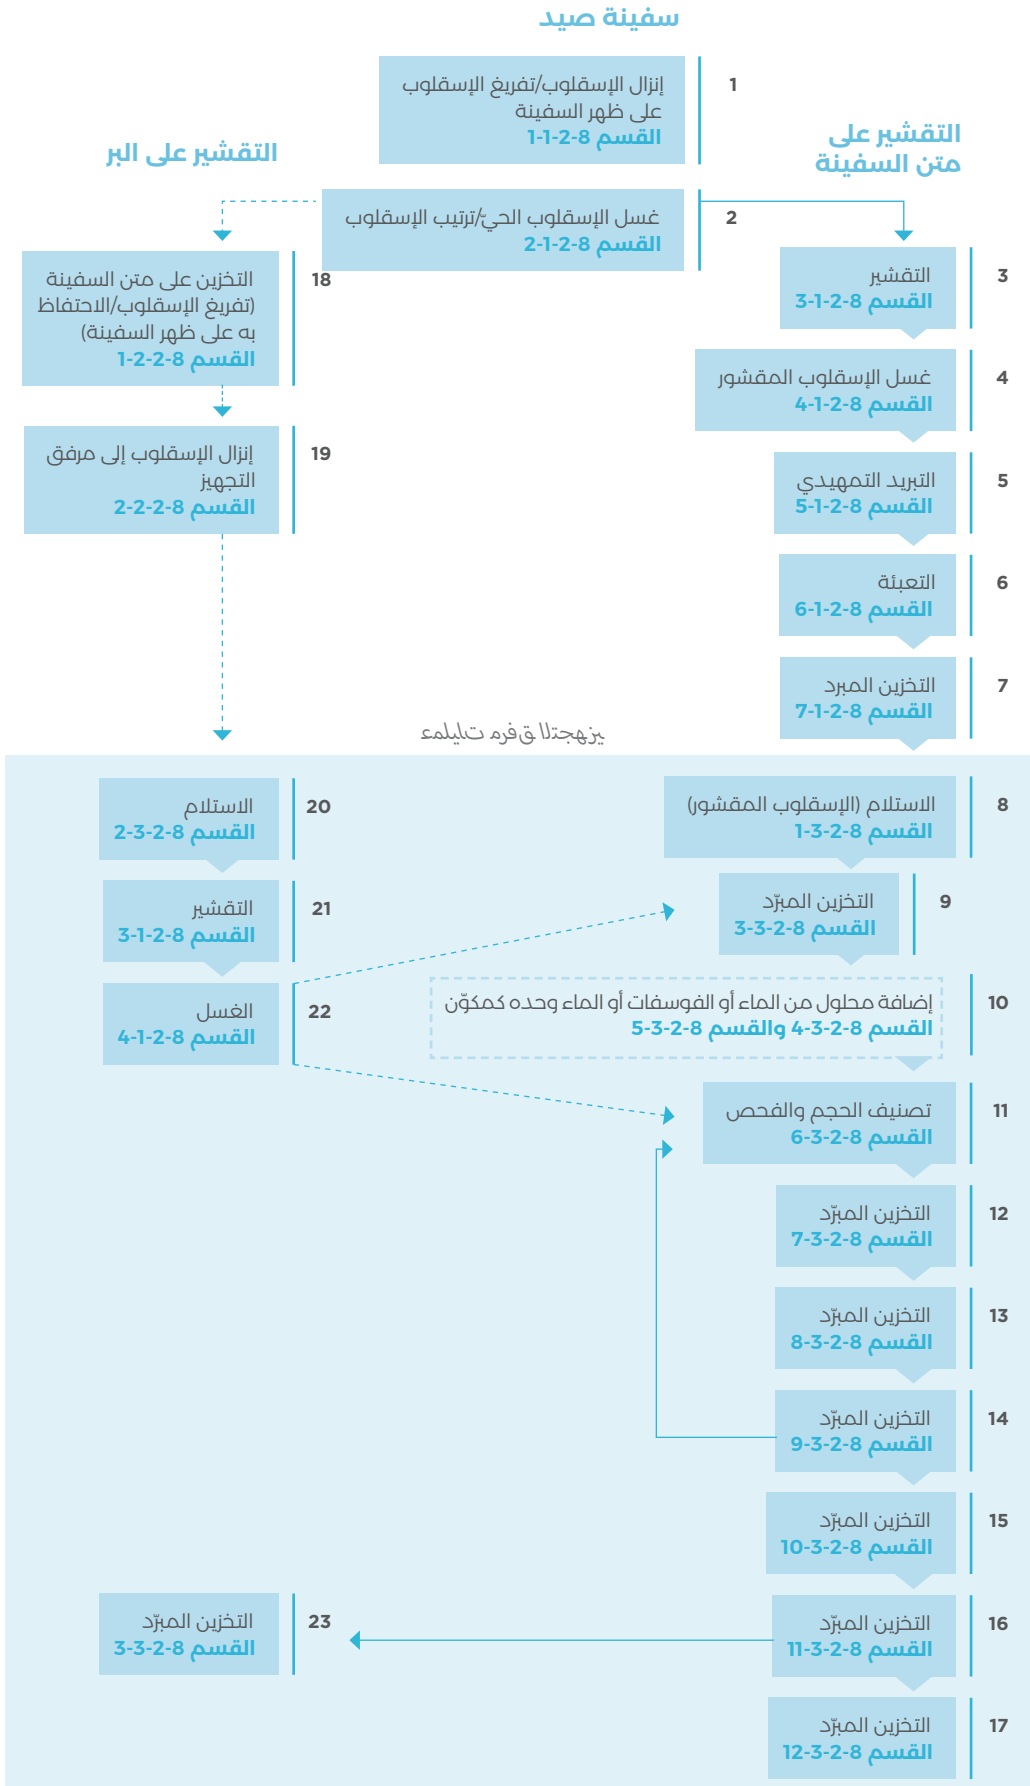 سفينة صيد
1
إنزال الإسقلوب/تفريغ الإسقلوب
على ظهر السفينة
القسم 8-2-1-1
التقشير على
متن السفينة
التقشير على البر
2
غسل الإسقلوب الحيّ/ترتيب الإسقلوب
القسم 8-2-1-2
3
التقشير
القسم 8-2-1-3
4
غسل الإسقلوب المقشور
القسم 8-2-1-4
5
التبريد التمهيدي
القسم 8-2-1-5
6
التعبئة
القسم 8-2-1-6
7
التخزين المبرد
القسم 8-2-1-7
18
التخزين على متن السفينة
(تفريغ الإسقلوب/الاحتفاظ
به على ظهر السفينة)
القسم 8-2-2-1
19
إنزال الإسقلوب إلى مرفق
التجهيز
القسم 8-2-2-2
8
الاستلام (الإسقلوب المقشور)
القسم 8-2-3-1
9
التخزين المبرّد
القسم 8-2-3-3
10
إضافة محلول من الماء أو الفوسفات أو الماء وحده كمكوّن
القسم 8-2-3-4 والقسم 8-2-3-5
11
تصنيف الحجم والفحص
القسم 8-2-3-6
12
التخزين المبرّد
القسم 8-2-3-7
13
التخزين المبرّد
القسم 8-2-3-8
14
التخزين المبرّد
القسم 8-2-3-9
15
التخزين المبرّد
القسم 8-2-3-10
16
التخزين المبرّد
القسم 8-2-3-11
17
التخزين المبرّد
القسم 8-2-3-12
20
الاستلام
القسم 8-2-3-2
21
التقشير
القسم 8-2-1-3
22
الغسل
القسم 8-2-1-4
23
التخزين المبرّد
القسم 8-2-3-3